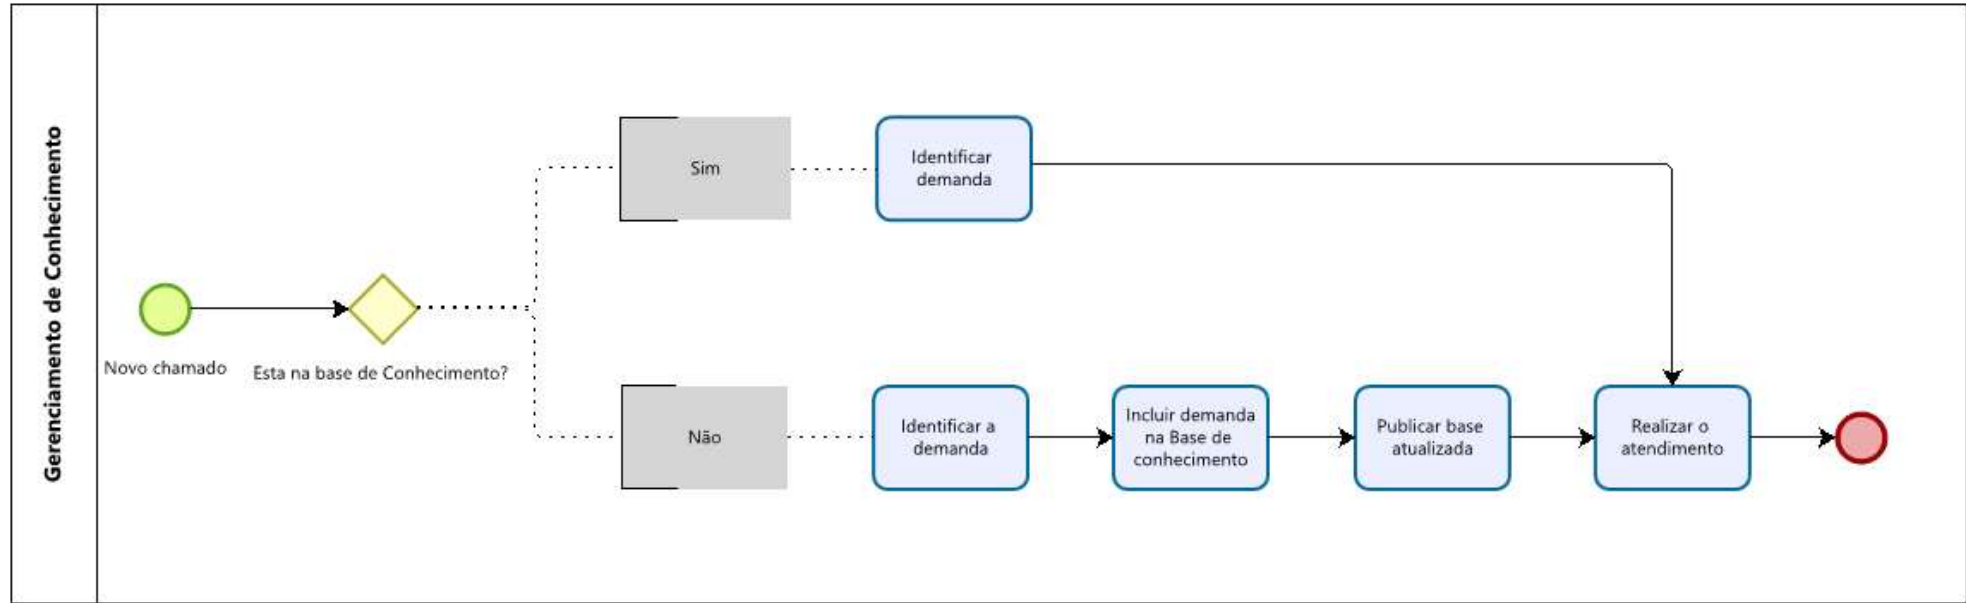 Gerenciamento de Conhecimento
Novo chamado
Esta na base de Conhecimento?
Sim
Identificar
demanda
Não
Identificar a
demanda
Incluir demanda
na Base de
conhecimento
Publicar base
atualizada
Realizar o
atendimento